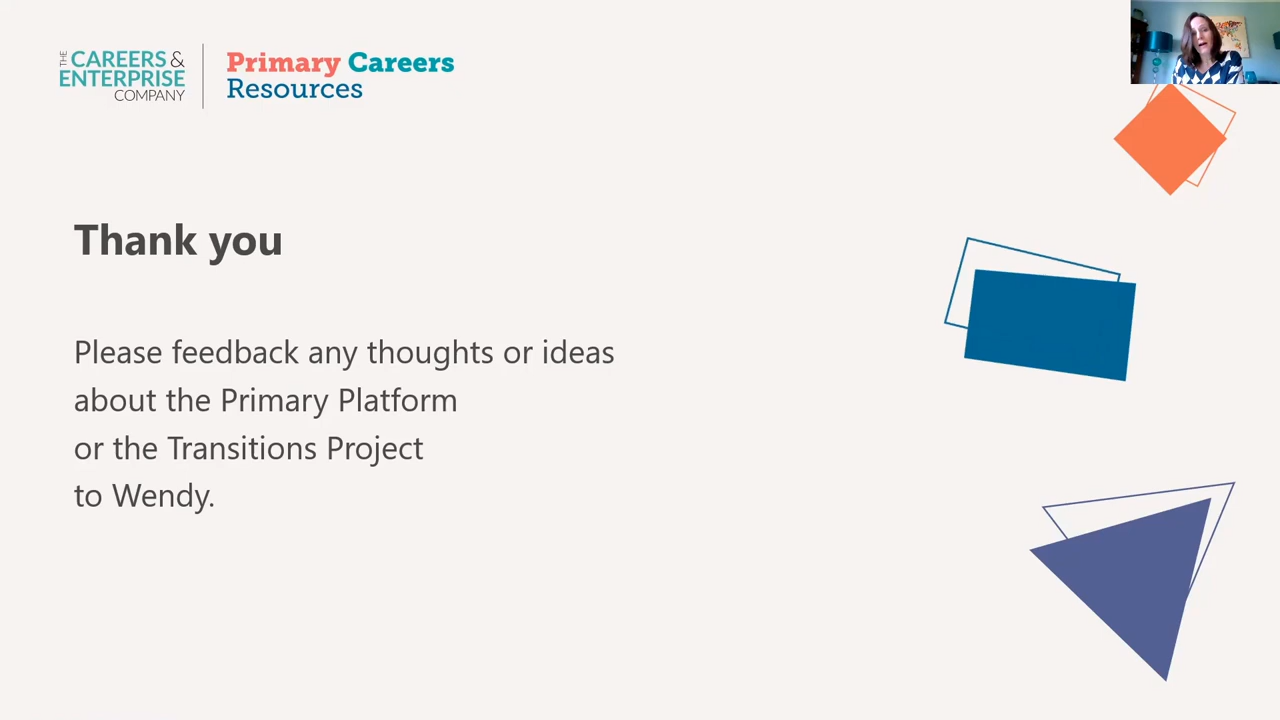 THE
CAREERS &
ENTERPRISE
COMPANY
Primary Careers
Resources
Thank you
Please feedback any thoughts or ideas
about the Primary Platform
or the Transitions Project
to Wendy.